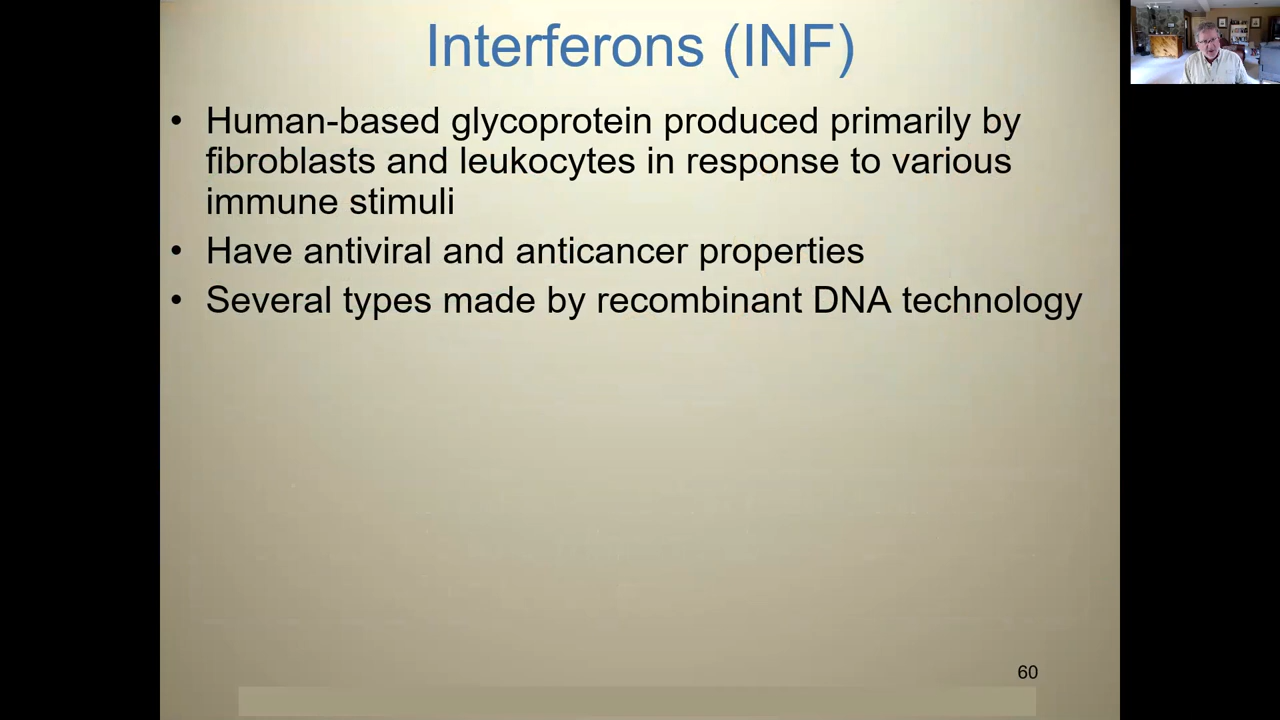 Interferons (INF)
• Human-based glycoprotein produced primarily by
fibroblasts and leukocytes in response to various
immune stimuli
• Have antiviral and anticancer properties
• Several types made by recombinant DNA technology
60